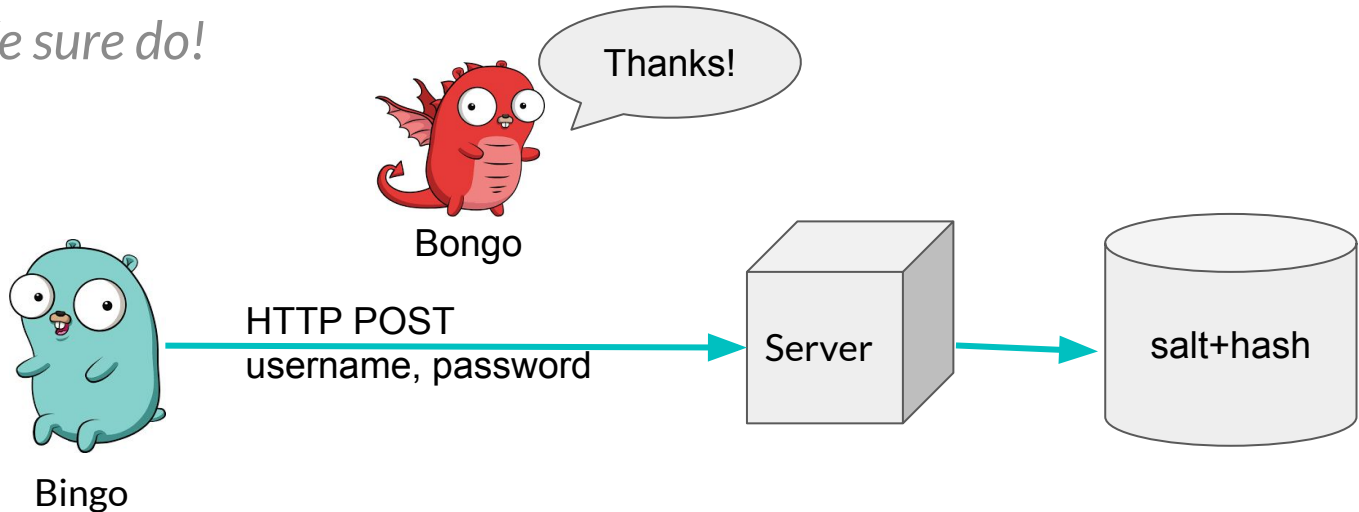 e sure do!
Thanks!
Bongo
HTTP POST
username, password
Server
salt+hash
Bingo